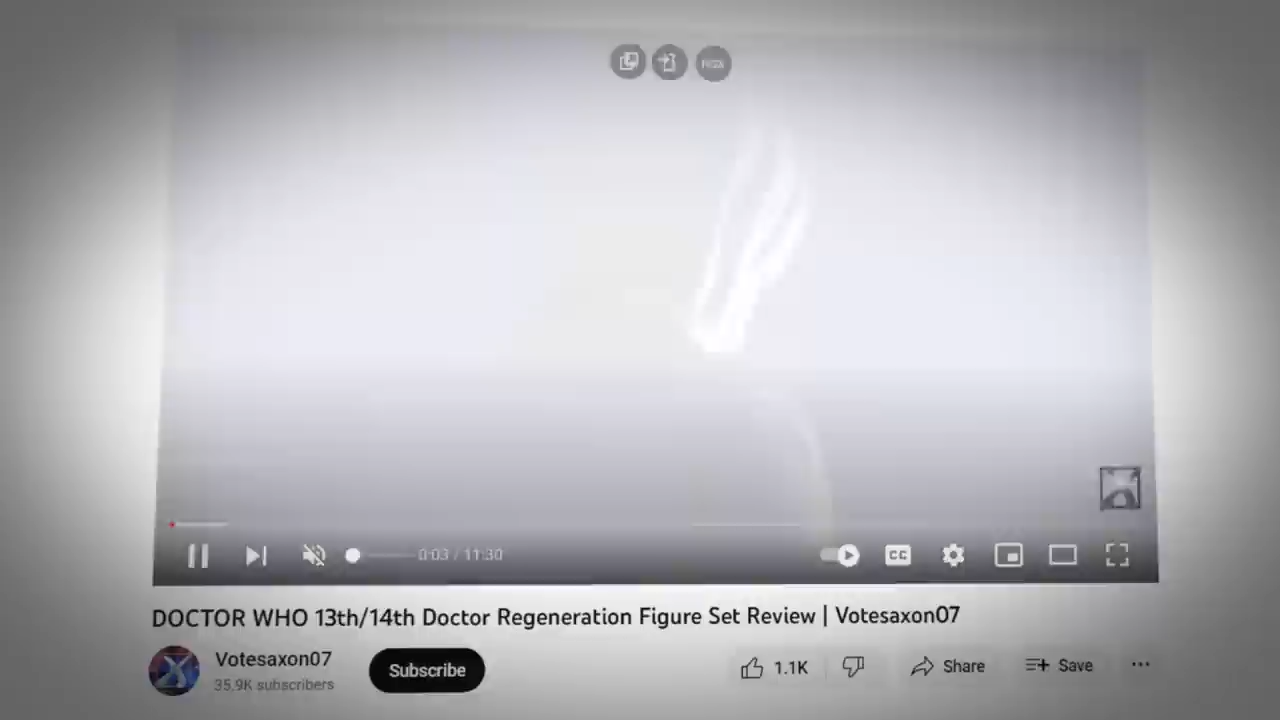 0:03 / 11:30
CC
DOCTOR WHO 13th/14th Doctor Regeneration Figure Set Review | Votesaxon07
Votesaxon07
35.9K subscribers
Subscribe
1.1K
Share
Save